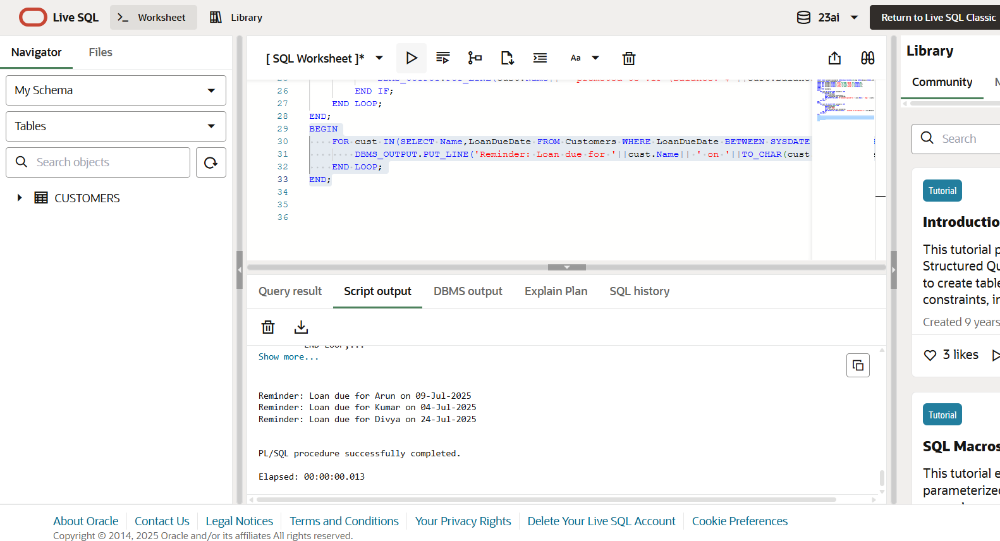 Live SQL
Worksheet
Library
23ai
Return to Live SQL Classic
Navigator
Files
My Schema
Tables
Search objects
CUSTOMERS
[ SQL Worksheet ]*
Aa
26 END IF;
27 END LOOP;
28 END;
29 BEGIN
30 FOR cust IN(SELECT Name,LoanDueDate FROM Customers WHERE LoanDueDate BETWEEN SYSDATE
31 DBMS_OUTPUT.PUT_LINE('Reminder: Loan due for '||cust.Name|| ' on '||TO_CHAR(cust
32 END LOOP;
33 END;
34
35
36
Query result
Script output
DBMS output
Explain Plan
SQL history
END LOOP;...
Show more...
Reminder: Loan due for Arun on 09-Jul-2025
Reminder: Loan due for Kumar on 04-Jul-2025
Reminder: Loan due for Divya on 24-Jul-2025
PL/SQL procedure successfully completed.
Elapsed: 00:00:00.013
Library
Community
Search
Tutorial
Introductio
This tutorial p
Structured Qu
to create table
constraints, in
Created 9 years
3 likes
Tutorial
SQL Macros
This tutorial e
parameterized
About Oracle
Contact Us
Legal Notices
Terms and Conditions
Your Privacy Rights
Delete Your Live SQL Account
Cookie Preferences
Copyright © 2014, 2025 Oracle and/or its affiliates All rights reserved.